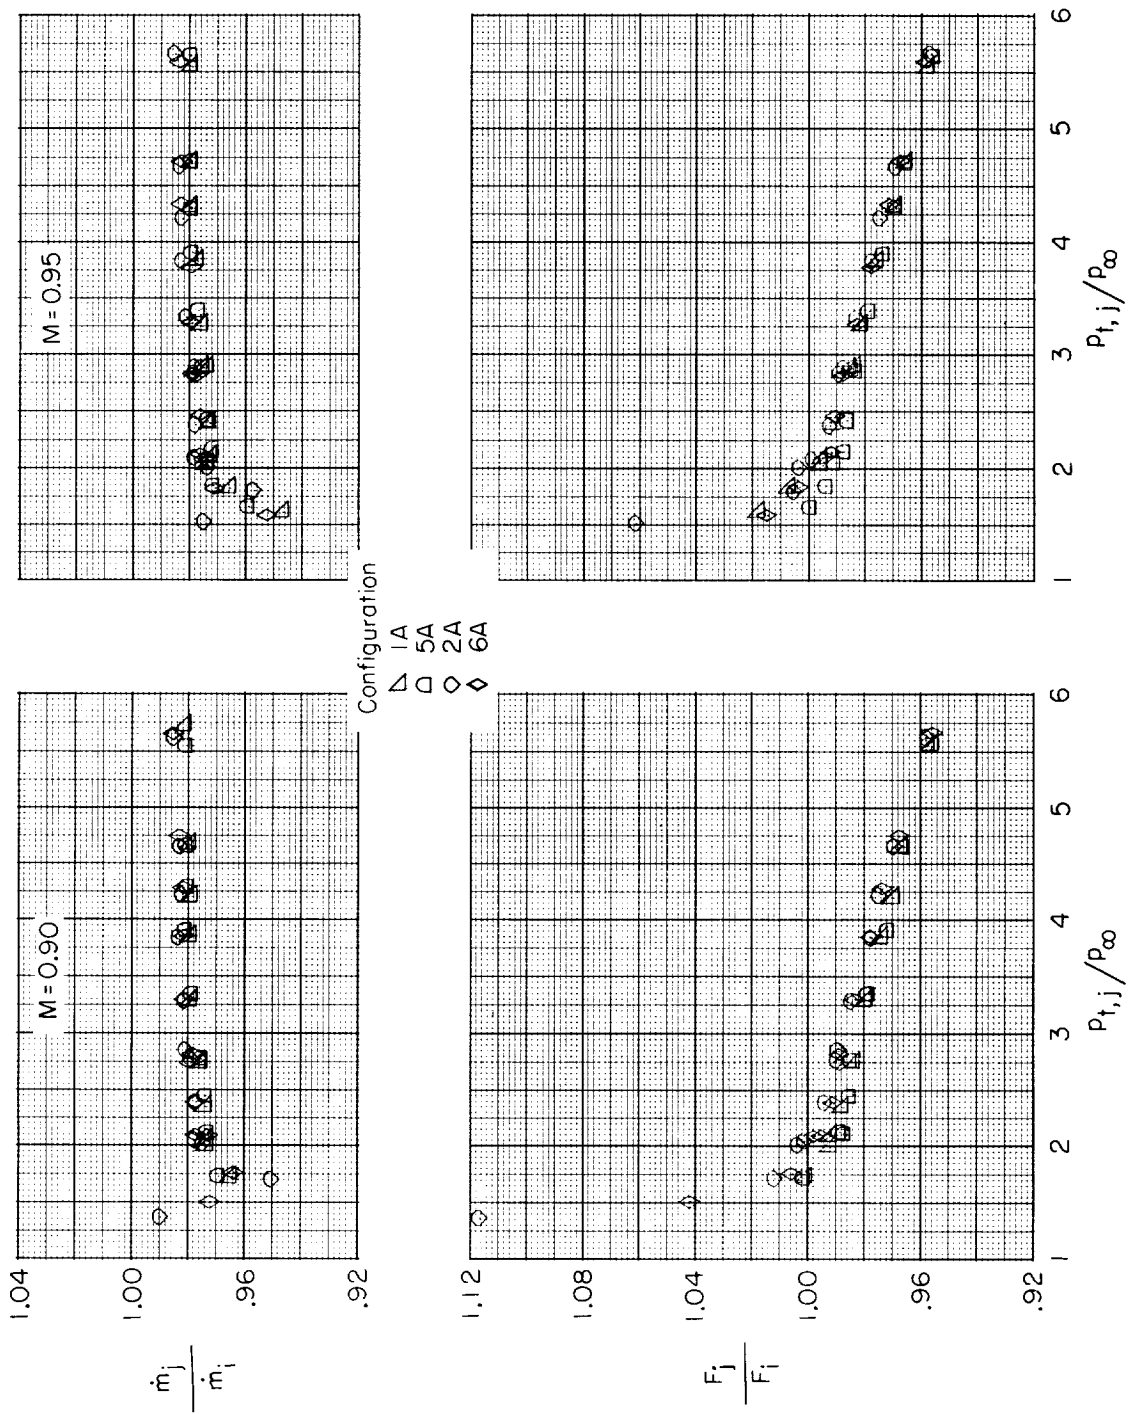 M = 0.90
M = 0.95
1.04
1.00
.96
.92
ṁj
ṁi
Configuration
1A
5A
2A
6A
1.12
1.08
1.04
1.00
.96
.92
Fj
Fi
1 2 3 4 5 6
pt,j/p∞
1 2 3 4 5 6
pt,j/p∞